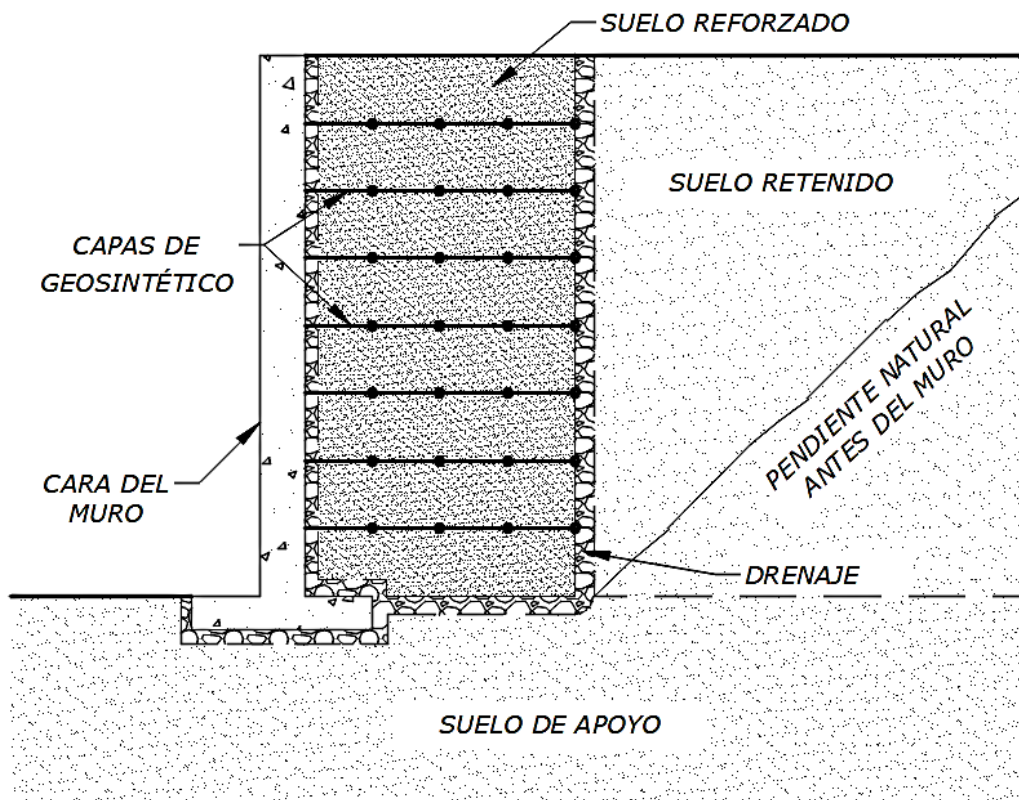 SUELO REFORZADO
SUELO RETENIDO
CAPAS DE
GEOSINTÉTICO
PENDIENTE NATURAL
ANTES DEL MURO
CARA DEL
MURO
DRENAJE
SUELO DE APOYO